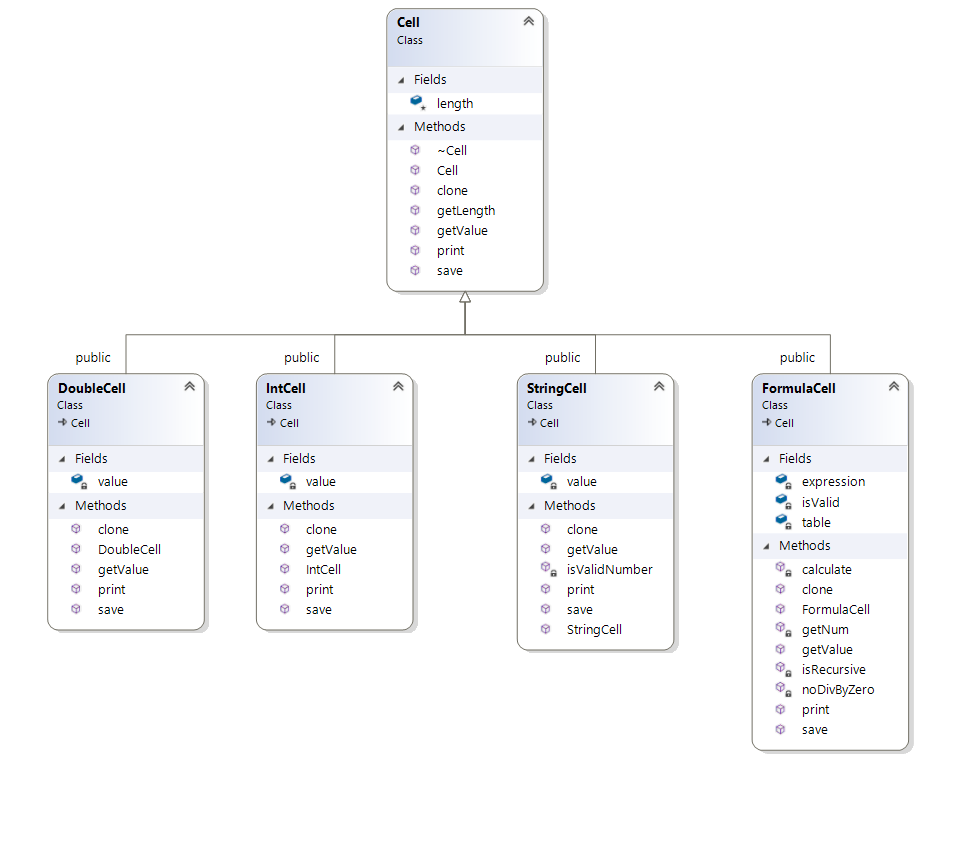 Cell
Class
Fields
length
Methods
~Cell
Cell
clone
getLength
getValue
print
save
public
DoubleCell
Class
Cell
Fields
value
Methods
clone
DoubleCell
getValue
print
save
public
IntCell
Class
Cell
Fields
value
Methods
clone
getValue
IntCell
print
save
public
StringCell
Class
Cell
Fields
value
Methods
clone
getValue
isValidNumber
print
save
StringCell
public
FormulaCell
Class
Cell
Fields
expression
isValid
table
Methods
calculate
clone
FormulaCell
getNum
getValue
isRecursive
noDivByZero
print
save